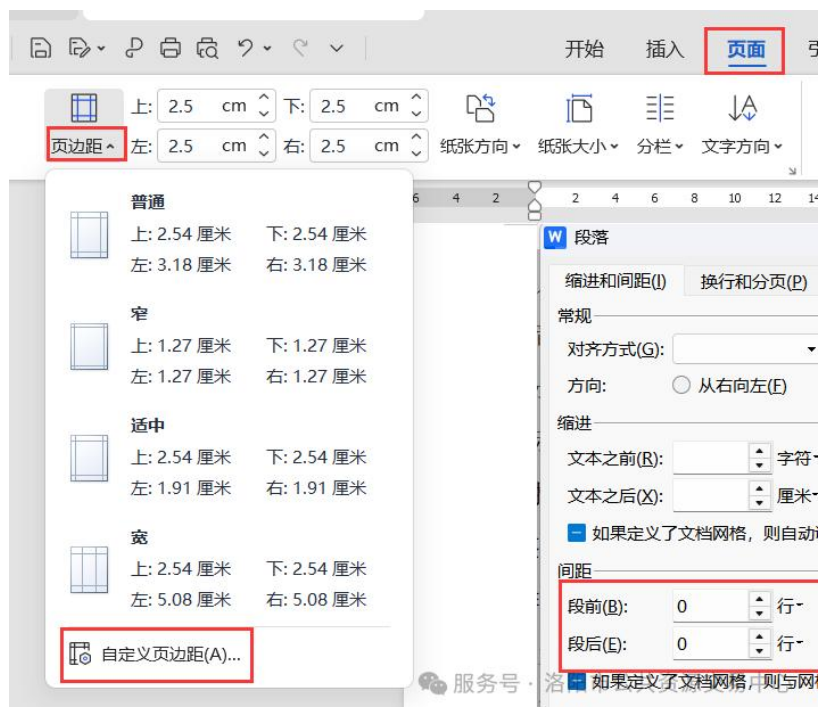 开始 插入 页面
页边距 上: 2.5 cm 下: 2.5 cm
左: 2.5 cm 右: 2.5 cm
纸张方向 纸张大小 分栏 文字方向
普通
上: 2.54 厘米 下: 2.54 厘米
左: 3.18 厘米 右: 3.18 厘米
窄
上: 1.27 厘米 下: 1.27 厘米
左: 1.27 厘米 右: 1.27 厘米
适中
上: 2.54 厘米 下: 2.54 厘米
左: 1.91 厘米 右: 1.91 厘米
宽
上: 2.54 厘米 下: 2.54 厘米
左: 5.08 厘米 右: 5.08 厘米
自定义页边距(A)...
6 4 2 2 4 6 8 10 12 14
W 段落
缩进和间距(I) 换行和分页(P)
常规
对齐方式(G):
方向: 从右向左(F)
缩进
文本之前(R): 字符
文本之后(X): 厘米
如果定义了文档网格，则自动
间距
段前(B): 0 行
段后(E): 0 行
如果定义了文档网格，则与网
服务号 · 洛